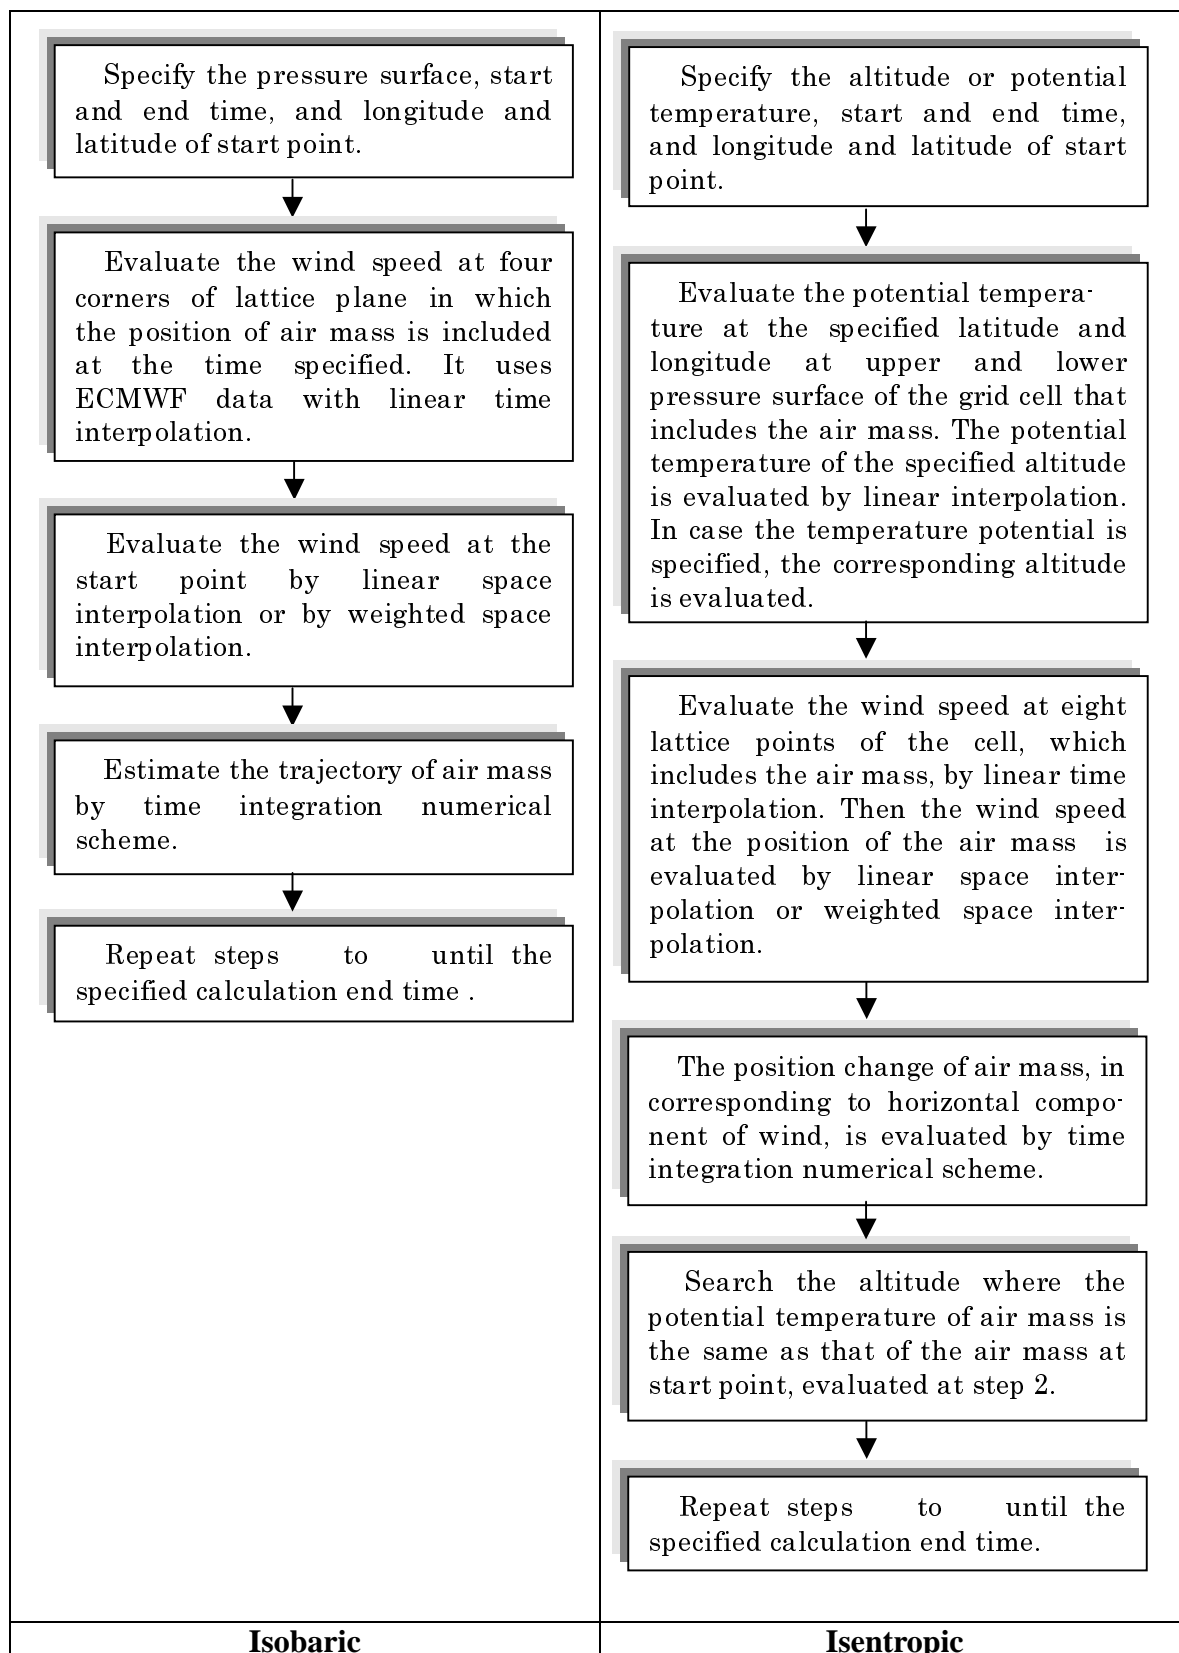 Specify the pressure surface, start
and end time, and longitude and
latitude of start point.
Evaluate the wind speed at four
corners of lattice plane in which
the position of air mass is included
at the time specified. It uses
ECMWF data with linear time
interpolation.
Evaluate the wind speed at the
start point by linear space
interpolation or by weighted space
interpolation.
Estimate the trajectory of air mass
by time integration numerical
scheme.
Repeat steps to until the
specified calculation end time .
Isobaric
Specify the altitude or potential
temperature, start and end time,
and longitude and latitude of start
point.
Evaluate the potential tempera-
ture at the specified latitude and
longitude at upper and lower
pressure surface of the grid cell that
includes the air mass. The potential
temperature of the specified altitude
is evaluated by linear interpolation.
In case the temperature potential is
specified, the corresponding altitude
is evaluated.
Evaluate the wind speed at eight
lattice points of the cell, which
includes the air mass, by linear time
interpolation. Then the wind speed
at the position of the air mass is
evaluated by linear space inter-
polation or weighted space inter-
polation.
The position change of air mass, in
corresponding to horizontal compo-
nent of wind, is evaluated by time
integration numerical scheme.
Search the altitude where the
potential temperature of air mass is
the same as that of the air mass at
start point, evaluated at step 2.
Repeat steps to until the
specified calculation end time.
Isentropic